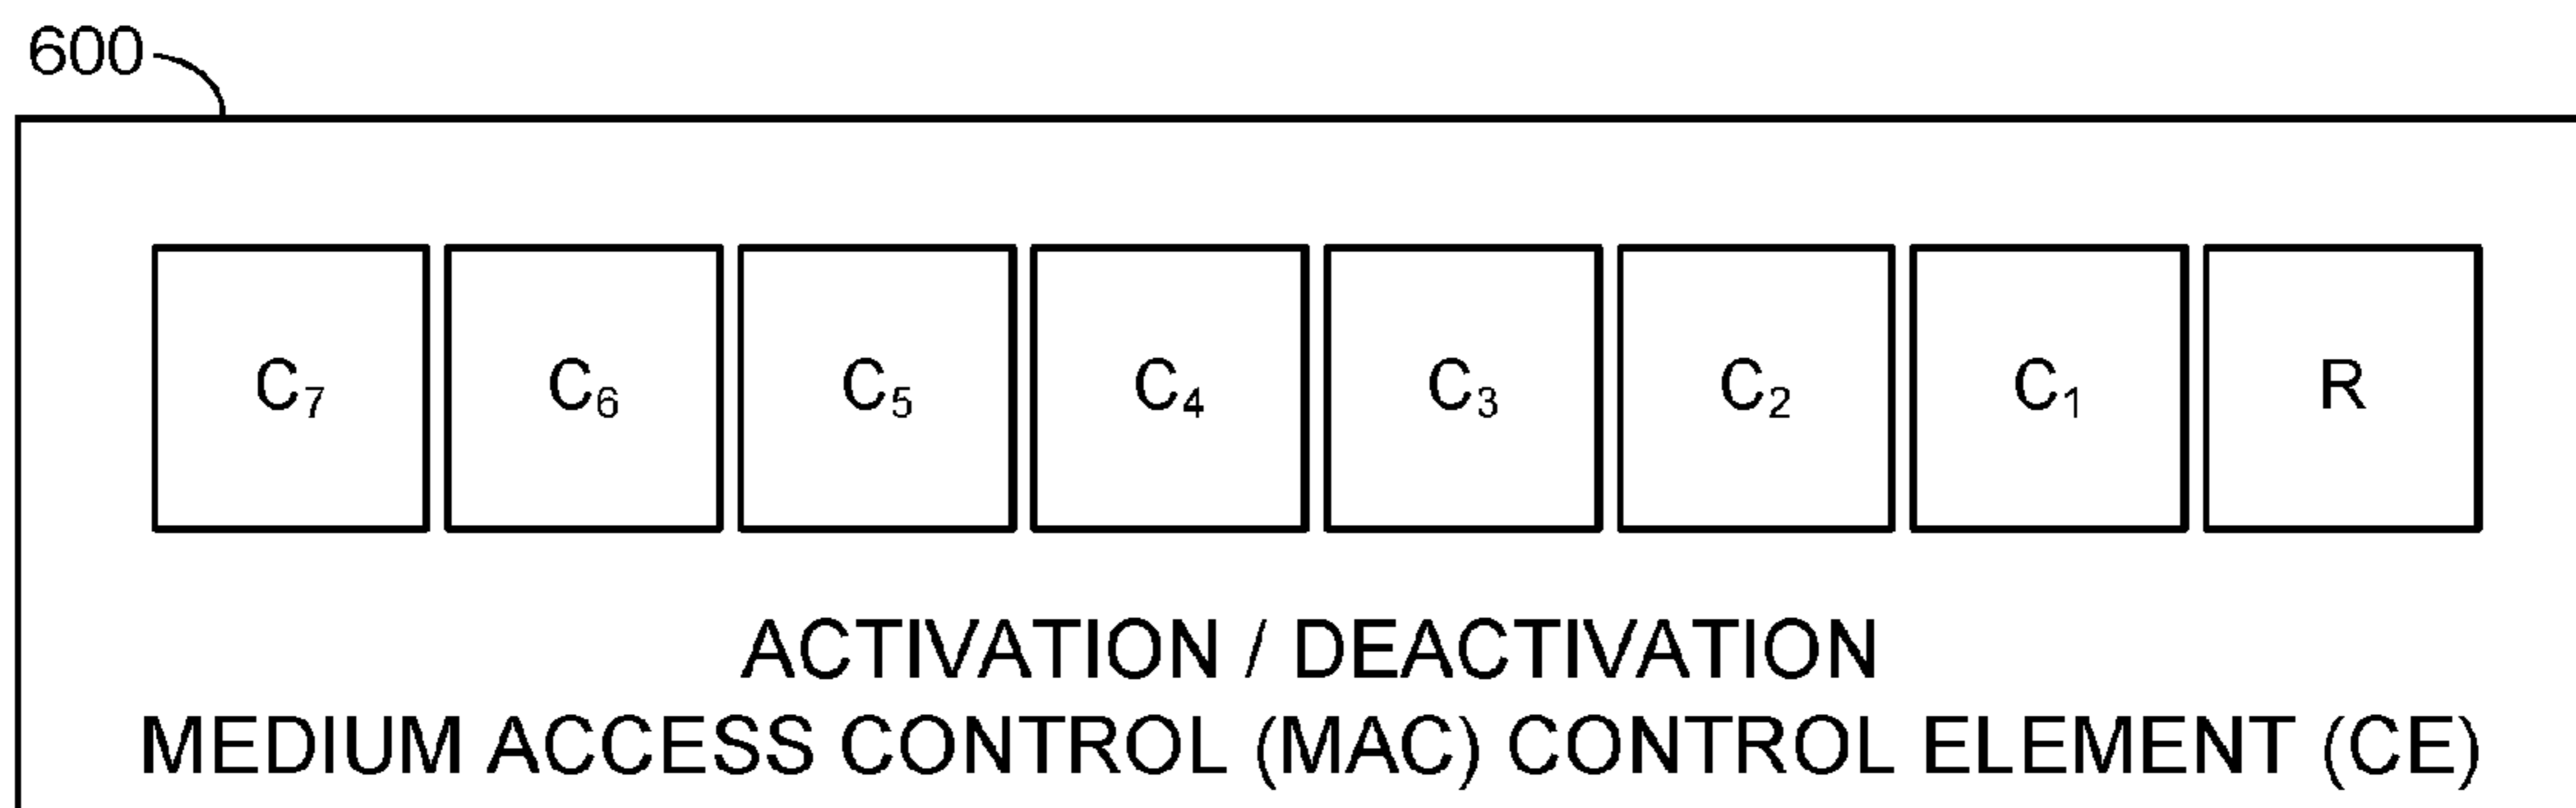 600
C₇ C₆ C₅ C₄ C₃ C₂ C₁ R
ACTIVATION / DEACTIVATION
MEDIUM ACCESS CONTROL (MAC) CONTROL ELEMENT (CE)